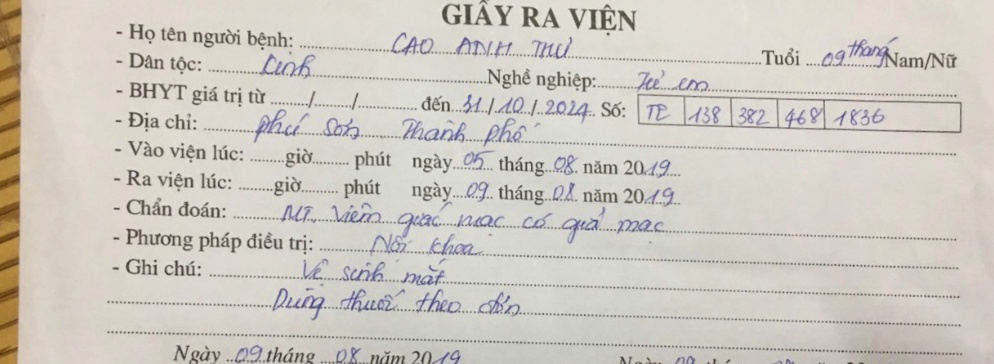 GIẤY RA VIỆN
- Họ tên người bệnh: CAO ANH THƯ Tuổi 09 tháng Nam/Nữ
- Dân tộc: Kinh Nghề nghiệp: Trẻ em
- BHYT giá trị từ ....../....../...... đến 31/10/2024 Số: TE 138 382 468 1836
- Địa chỉ: Phú Sơn Thành phố
- Vào viện lúc: ......giờ...... phút ngày 05 tháng 08 năm 2019
- Ra viện lúc: ......giờ...... phút ngày 09 tháng 08 năm 2019
- Chẩn đoán: MT, Viêm giác mạc có giả mạc
- Phương pháp điều trị: Nội khoa
- Ghi chú: Vệ sinh mắt
Dùng thuốc theo đơn
Ngày 09 tháng 08 năm 2019